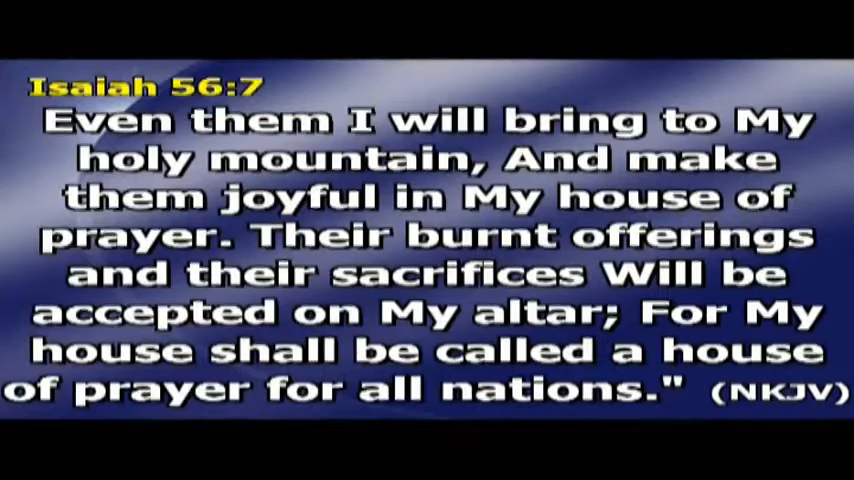 Isaiah 56:7
Even them I will bring to My
holy mountain, And make
them joyful in My house of
prayer. Their burnt offerings
and their sacrifices Will be
accepted on My altar; For My
house shall be called a house
of prayer for all nations." (NKJV)